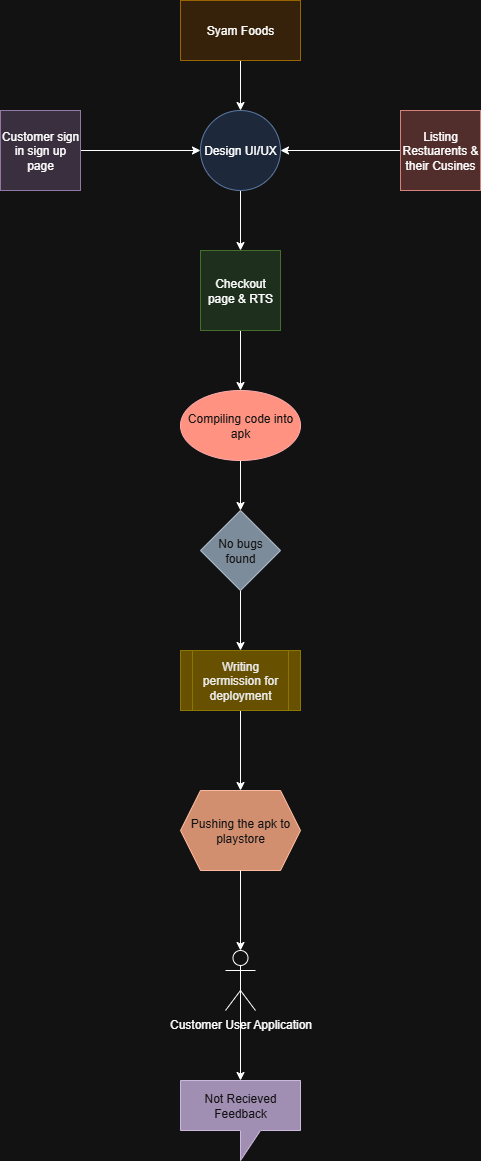 Syam Foods
Customer sign
in sign up
page
Design UI/UX
Listing
Restuarents &
their Cusines
Checkout
page & RTS
Compiling code into
apk
No bugs
found
Writing
permission for
deployment
Pushing the apk to
playstore
Customer User Application
Not Recieved
Feedback